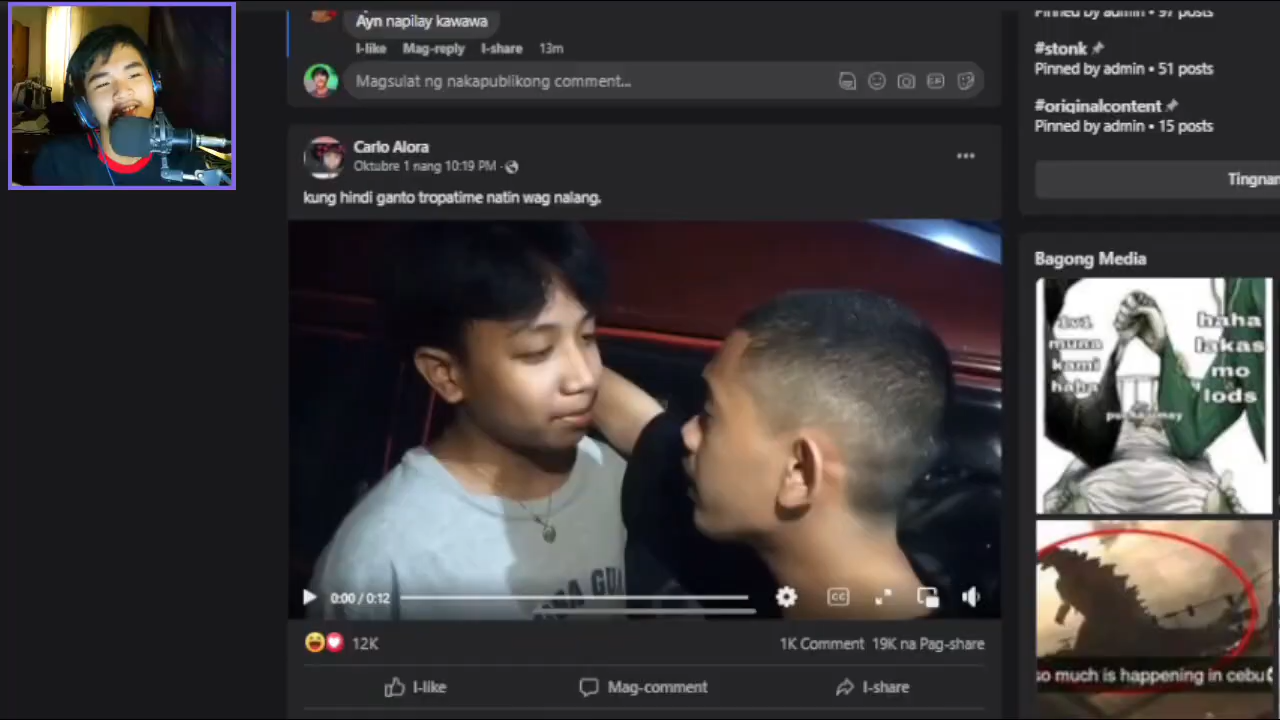 Ayn napilay kawawa
I-like Mag-reply I-share 13m
Magsulat ng nakapublikong comment...
Carlo Alora
Oktubre 1 nang 10:19 PM ·
kung hindi ganto tropatime natin wag nalang.
0:00 / 0:12
CC
12K
1K Comment 19K na Pag-share
I-like
Mag-comment
I-share
Pinned by admin • 97 posts
#stonk
Pinned by admin • 51 posts
#originalcontent
Pinned by admin • 15 posts
Tingnan
Bagong Media
1v1
muna
kami
haha
haha
lakas
mo
lods
so much is happening in cebu